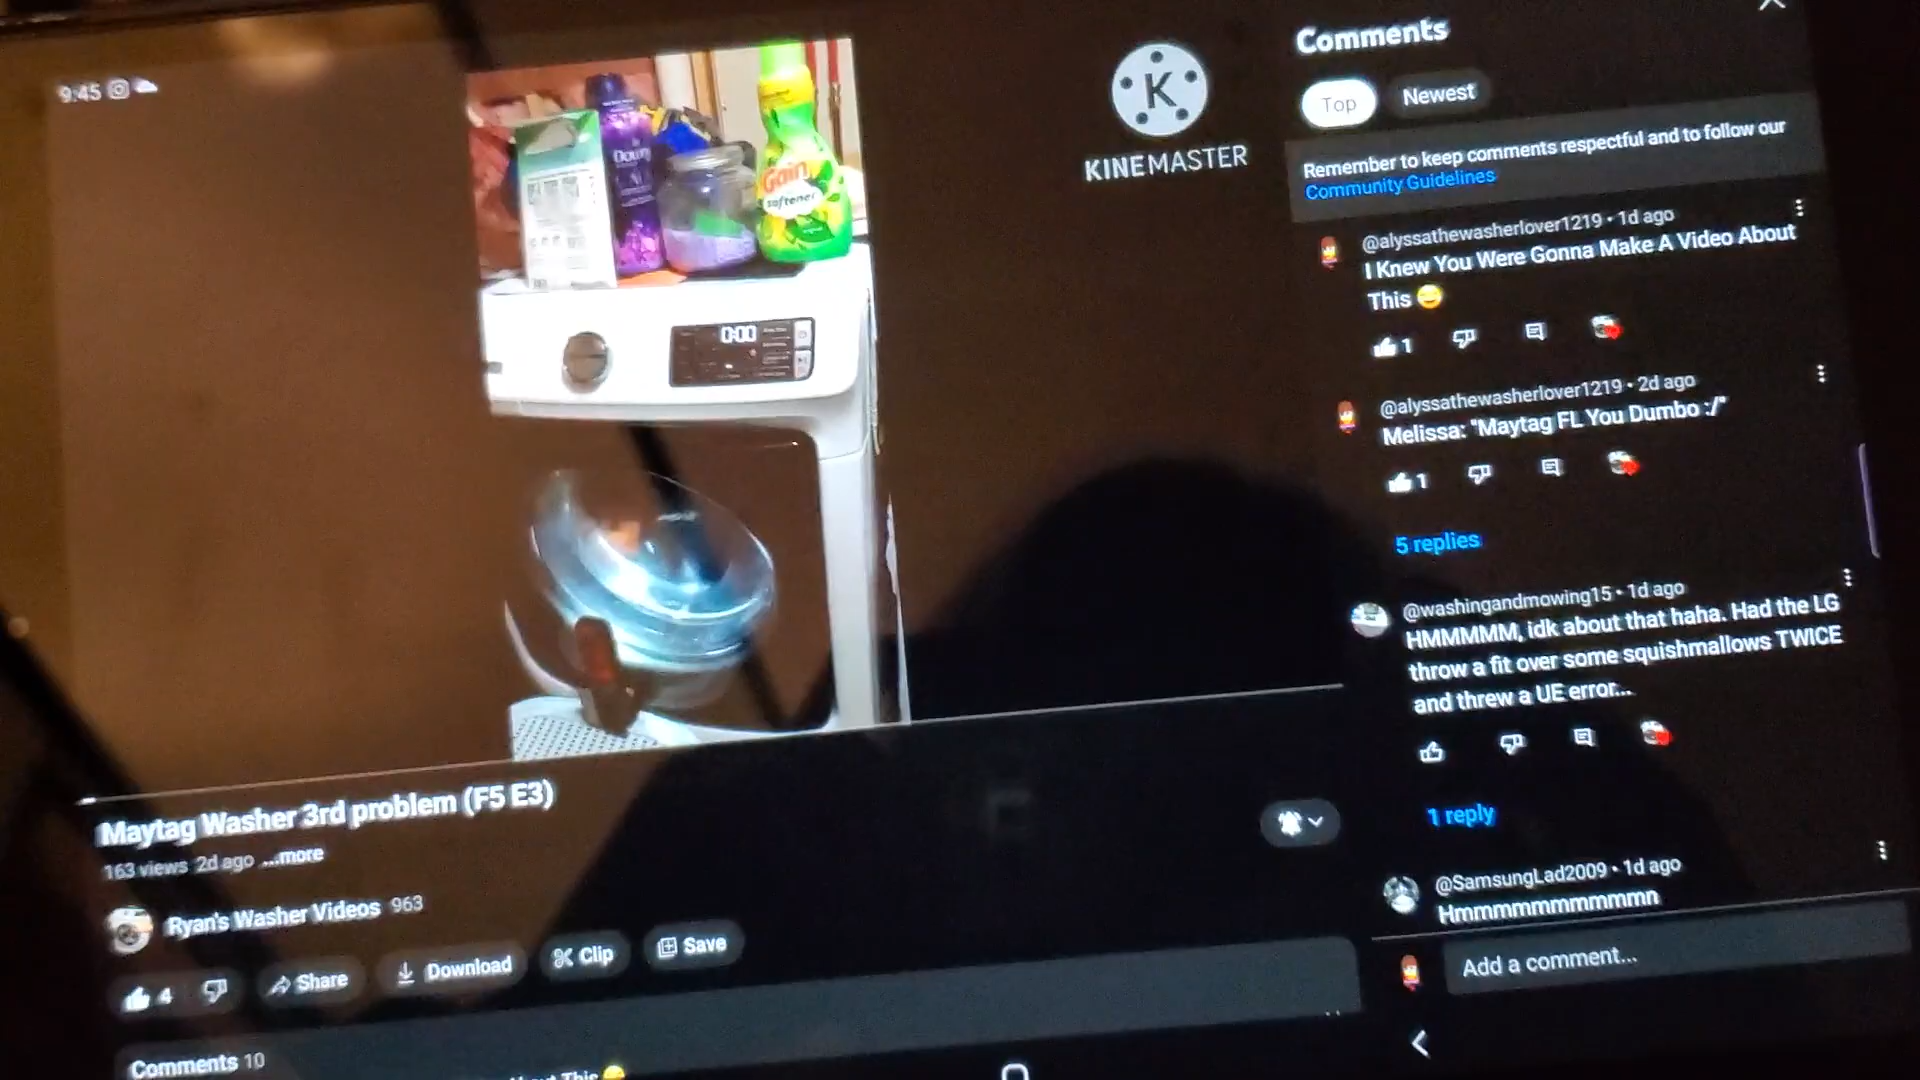 9:45
Downy
Gain
softener
0:00
K
KINEMASTER
Maytag Washer 3rd problem (F5 E3)
163 views 2d ago ...more
Ryan's Washer Videos 963
4
Share
Download
Clip
Save
Comments 10
About This 😄
Comments
Top
Newest
Remember to keep comments respectful and to follow our
Community Guidelines
@alyssathewasherlover1219 • 1d ago
I Knew You Were Gonna Make A Video About
This 😄
1
@alyssathewasherlover1219 • 2d ago
Melissa: "Maytag FL You Dumbo :/"
1
5 replies
@washingandmowing15 • 1d ago
HMMMMM, idk about that haha. Had the LG
throw a fit over some squishmallows TWICE
and threw a UE error...
1 reply
@SamsungLad2009 • 1d ago
Hmmmmmmmmmmn
Add a comment...